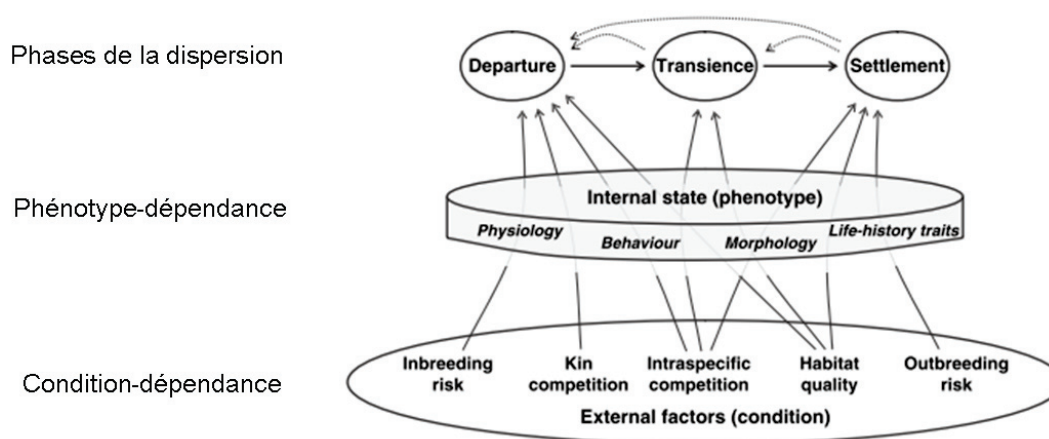 Phases de la dispersion
Departure
Transience
Settlement
Phénotype-dépendance
Internal state (phenotype)
Physiology
Behaviour
Morphology
Life-history traits
Condition-dépendance
Inbreeding
risk
Kin
competition
Intraspecific
competition
Habitat
quality
Outbreeding
risk
External factors (condition)